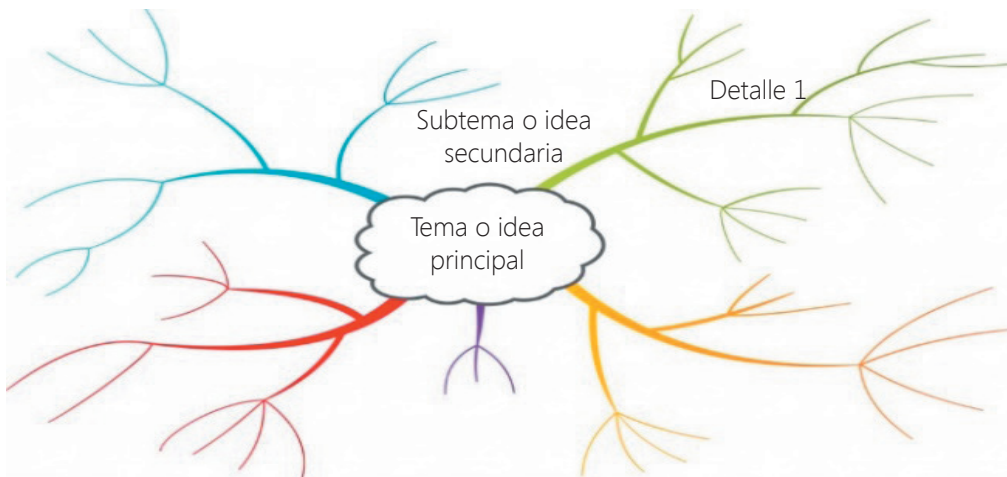 Detalle 1
Subtema o idea
secundaria
Tema o idea
principal